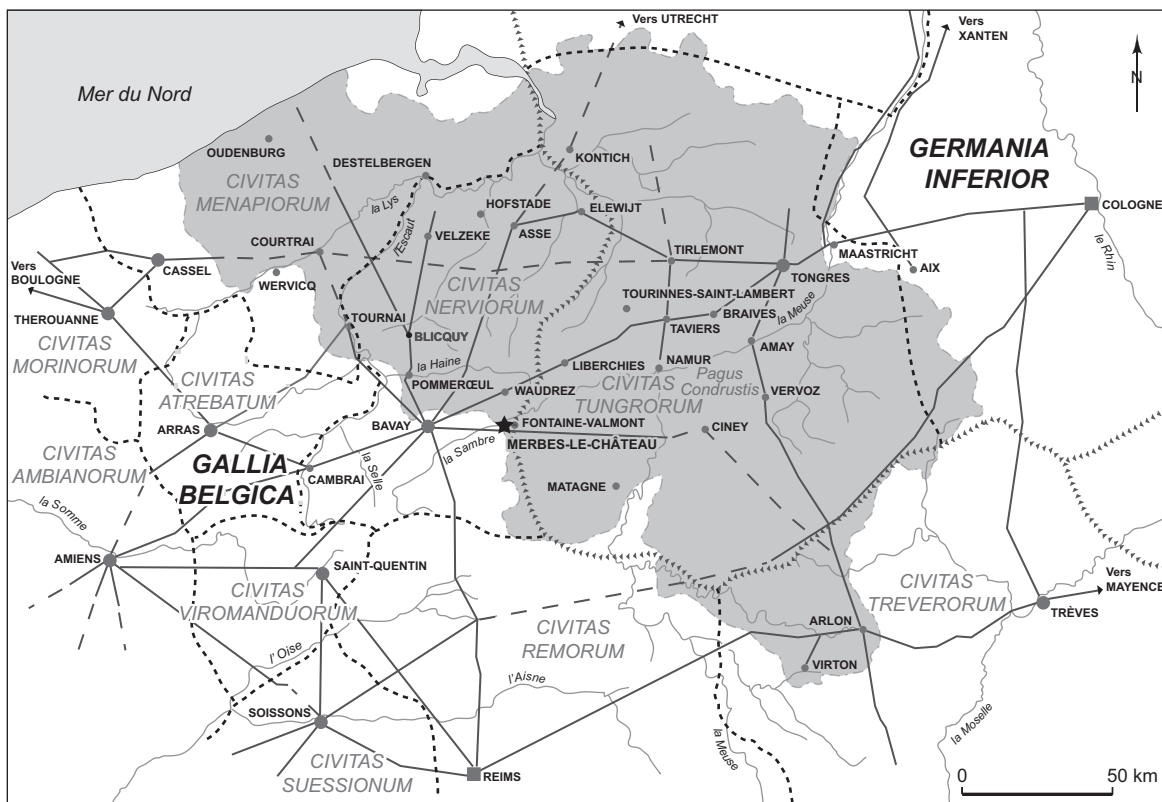 Vers UTRECHT
Vers
XANTEN
N
Mer du Nord
OUDENBURG
DESTELBERGEN
KONTICH
GERMANIA
INFERIOR
CIVITAS
MENAPIORUM
la Lys
l'Escaut
HOFSTADE
ELEWIJT
COLOGNE
VELZEKE
ASSE
COURTRAI
le Rhin
CASSEL
WERVICQ
TIRLEMONT
MAASTRICHT
AIX
TONGRES
Vers
BOULOGNE
CIVITAS
NERVIORUM
TOURINNES-SAINT-LAMBERT
BRAIVES
la Meuse
THEROUANNE
TOURNAI
TAVIERS
CIVITAS
MORINORUM
BLICQUY
AMAY
la Haine
LIBERCHIES
NAMUR
Pagus
Condrustis
POMMERŒUL
WAUDREZ
CIVITAS
TUNGRORUM
VERVOZ
CIVITAS
ATREBATUM
ARRAS
BAVAY
FONTAINE-VALMONT
CINEY
MERBES-LE-CHÂTEAU
la Sambre
CIVITAS
AMBIANORUM
GALLIA
BELGICA
CAMBRAI
la Selle
MATAGNE
la Somme
AMIENS
SAINT-QUENTIN
CIVITAS
VIROMANDUORUM
CIVITAS
TREVERORUM
Vers
MAYENCE
TRÈVES
CIVITAS
REMORUM
ARLON
l'Oise
VIRTON
l'Aisne
SOISSONS
la Meuse
la Moselle
CIVITAS
SUESSIONUM
REIMS
0
50 km